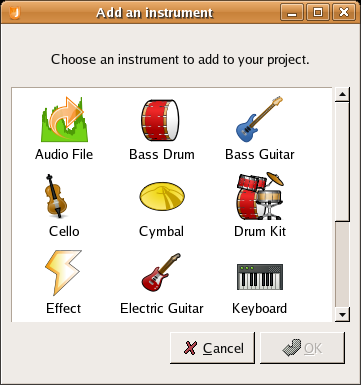 Add an instrument
Choose an instrument to add to your project.
Audio File
Bass Drum
Bass Guitar
Cello
Cymbal
Drum Kit
Effect
Electric Guitar
Keyboard
Cancel
OK